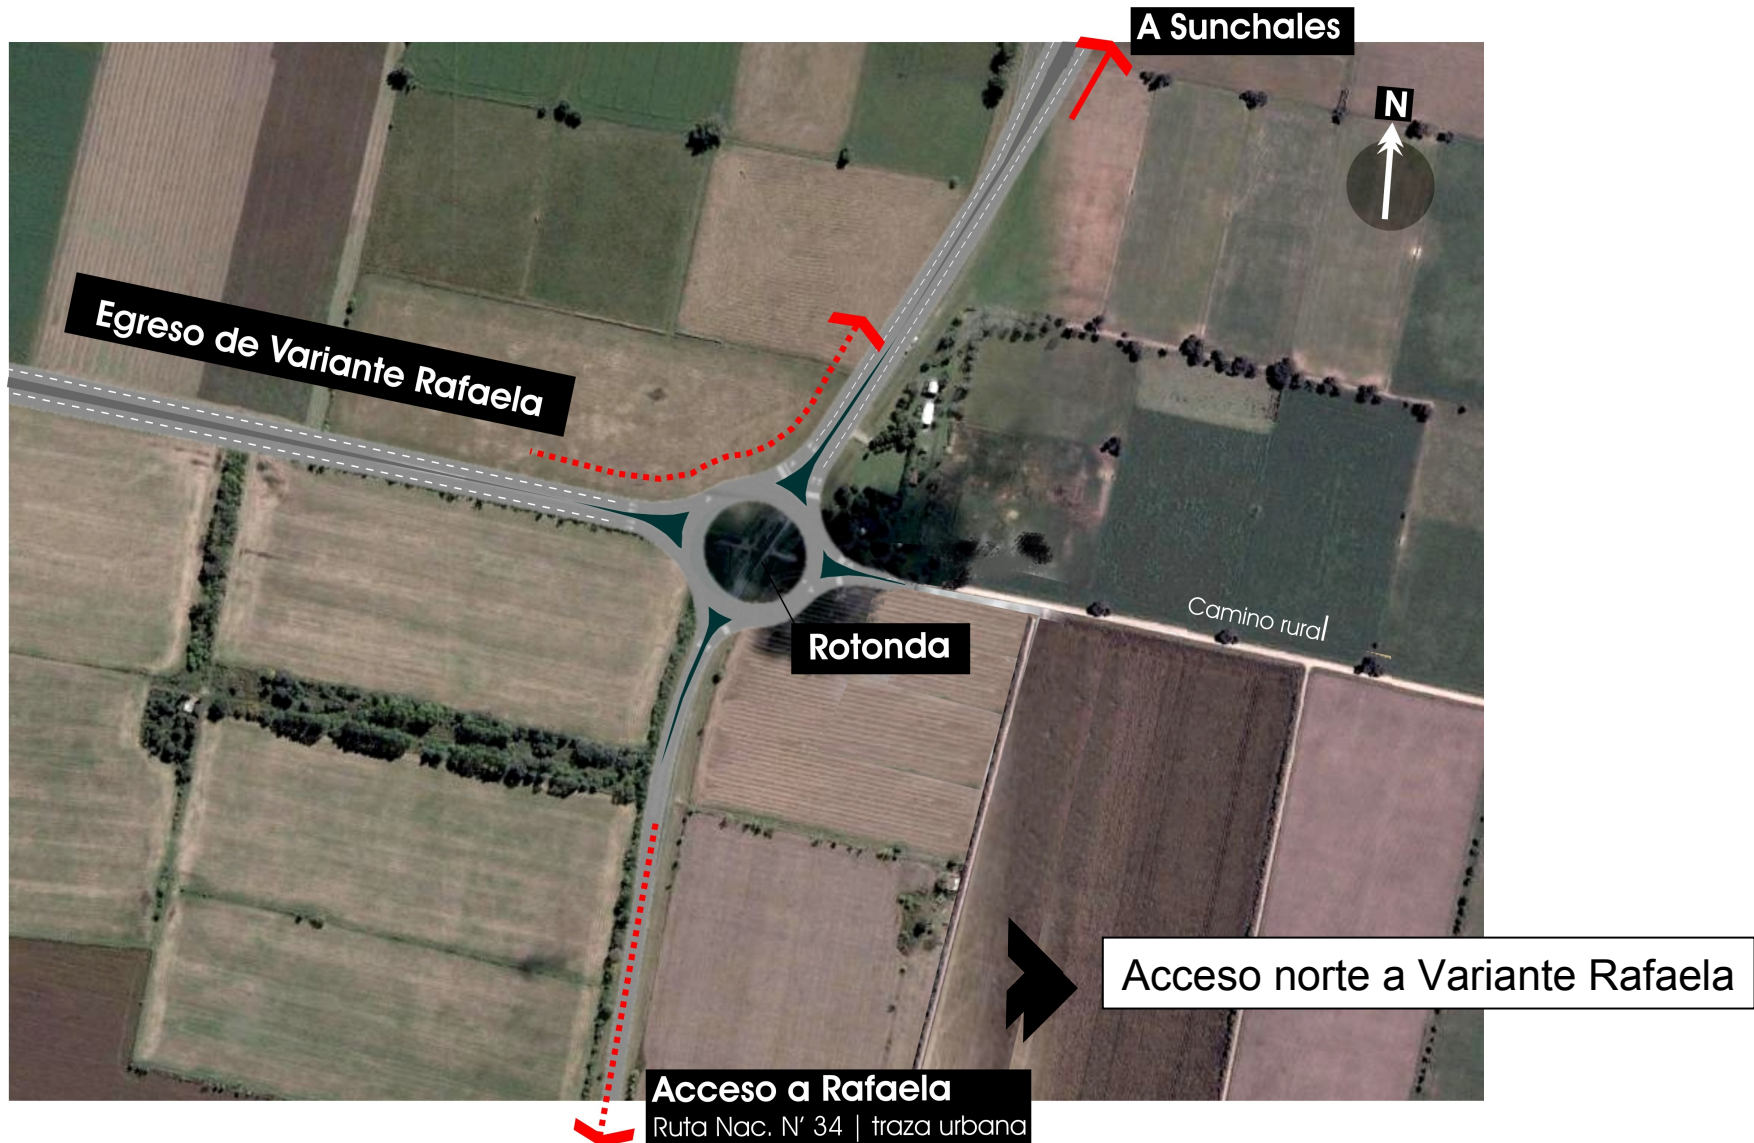 A Sunchales
N
Egreso de Variante Rafaela
Camino rural
Rotonda
Acceso norte a Variante Rafaela
Acceso a Rafaela
Ruta Nac. N' 34 | traza urbana